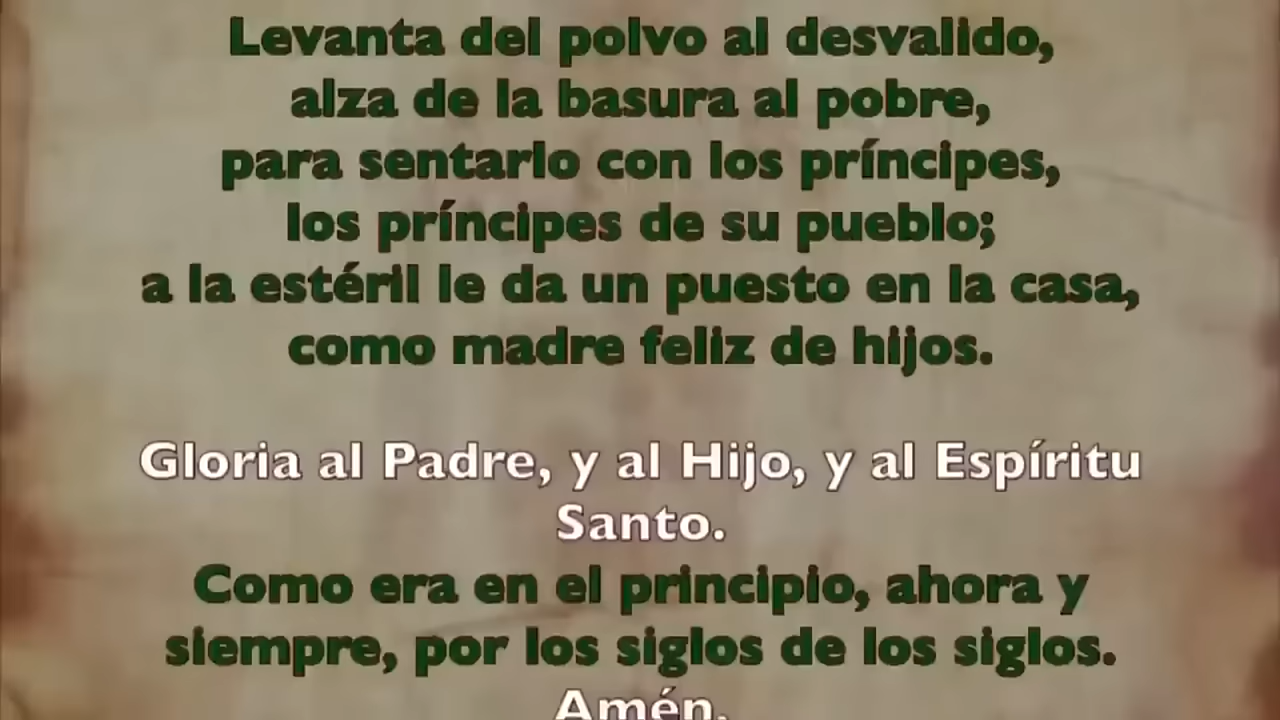 Levanta del polvo al desvalido,
alza de la basura al pobre,
para sentarlo con los príncipes,
los príncipes de su pueblo;
a la estéril le da un puesto en la casa,
como madre feliz de hijos.
Gloria al Padre, y al Hijo, y al Espíritu
Santo.
Como era en el principio, ahora y
siempre, por los siglos de los siglos.
Amén.